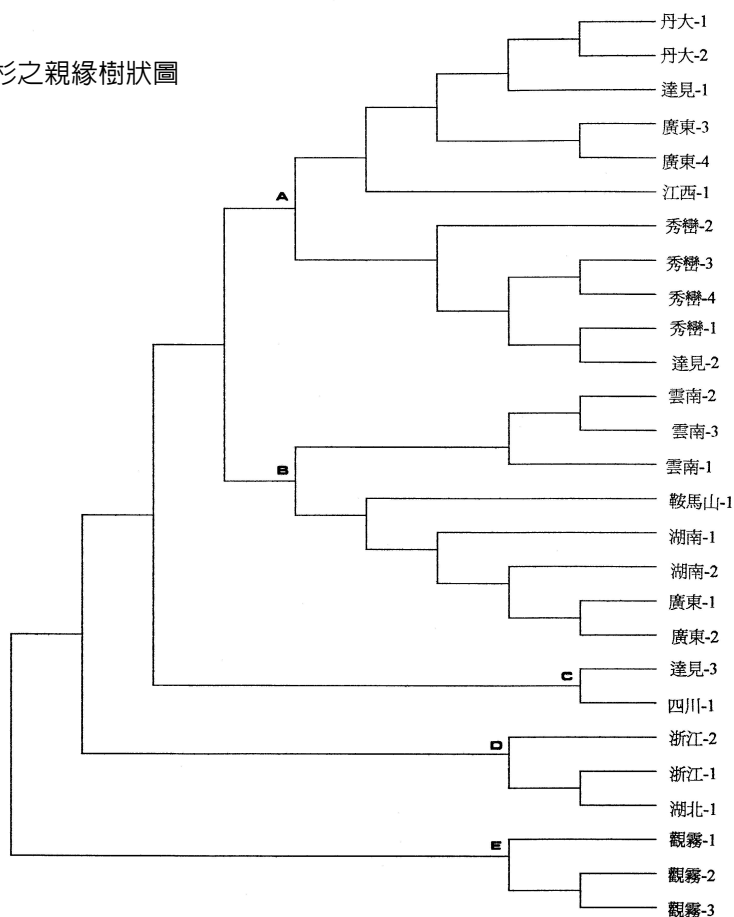 丹大-1
丹大-2
杉之親緣樹狀圖
達見-1
廣東-3
廣東-4
A
江西-1
秀巒-2
秀巒-3
秀巒-4
秀巒-1
達見-2
雲南-2
雲南-3
B
雲南-1
鞍馬山-1
湖南-1
湖南-2
廣東-1
廣東-2
C
達見-3
四川-1
D
浙江-2
浙江-1
湖北-1
E
觀霧-1
觀霧-2
觀霧-3